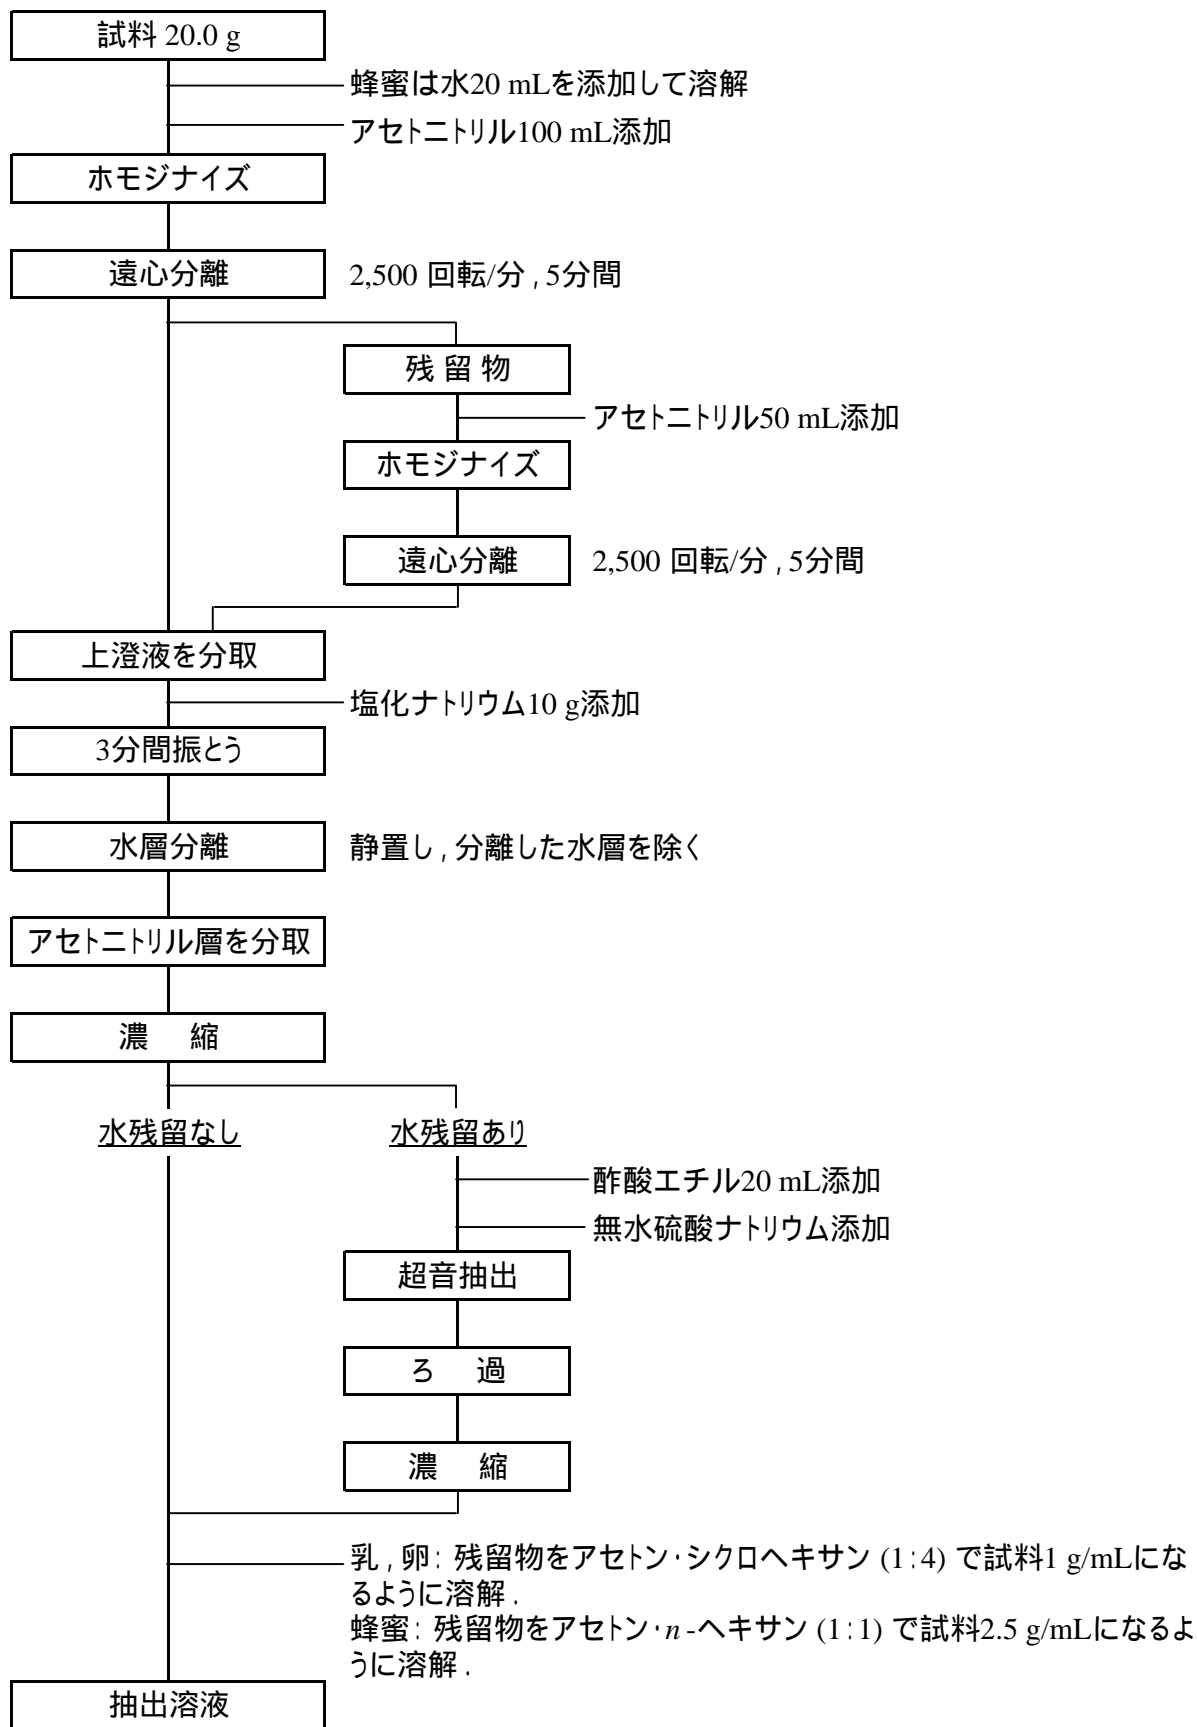 試料 20.0 g
蜂蜜は水20 mLを添加して溶解
アセトニトリル100 mL添加
ホモジナイズ
遠心分離 2,500 回転/分 , 5分間
残 留 物
アセトニトリル50 mL添加
ホモジナイズ
遠心分離 2,500 回転/分 , 5分間
上澄液を分取
塩化ナトリウム10 g添加
3分間振とう
水層分離 静置し , 分離した水層を除く
アセトニトリル層を分取
濃 縮
水残留なし 水残留あり
酢酸エチル20 mL添加
無水硫酸ナトリウム添加
超音抽出
ろ 過
濃 縮
乳 , 卵 : 残留物をアセトン・シクロヘキサン (1:4) で試料1 g/mLにな
るように溶解 .
蜂蜜 : 残留物をアセトン・n-ヘキサン (1:1) で試料2.5 g/mLになるよ
うに溶解 .
抽出溶液